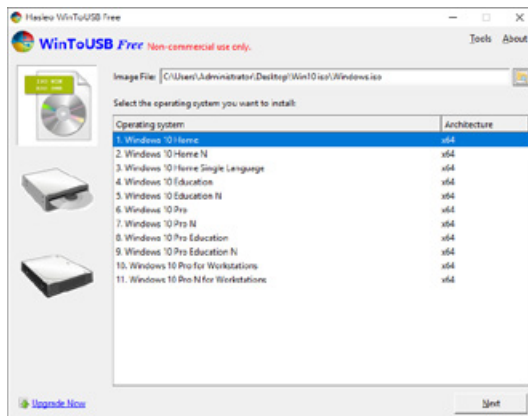 Hasleo WinToUSB Free
WinToUSB Free Non-commercial use only.
Tools About
Image File: C:\Users\Administrator\Desktop\Win10 iso\Windows.iso
Select the operating system you want to install:
Operating system Architecture
1. Windows 10 Home x64
2. Windows 10 Home N x64
3. Windows 10 Home Single Language x64
4. Windows 10 Education x64
5. Windows 10 Education N x64
6. Windows 10 Pro x64
7. Windows 10 Pro N x64
8. Windows 10 Pro Education x64
9. Windows 10 Pro Education N x64
10. Windows 10 Pro for Workstations x64
11. Windows 10 Pro N for Workstations x64
Upgrade Now
Next